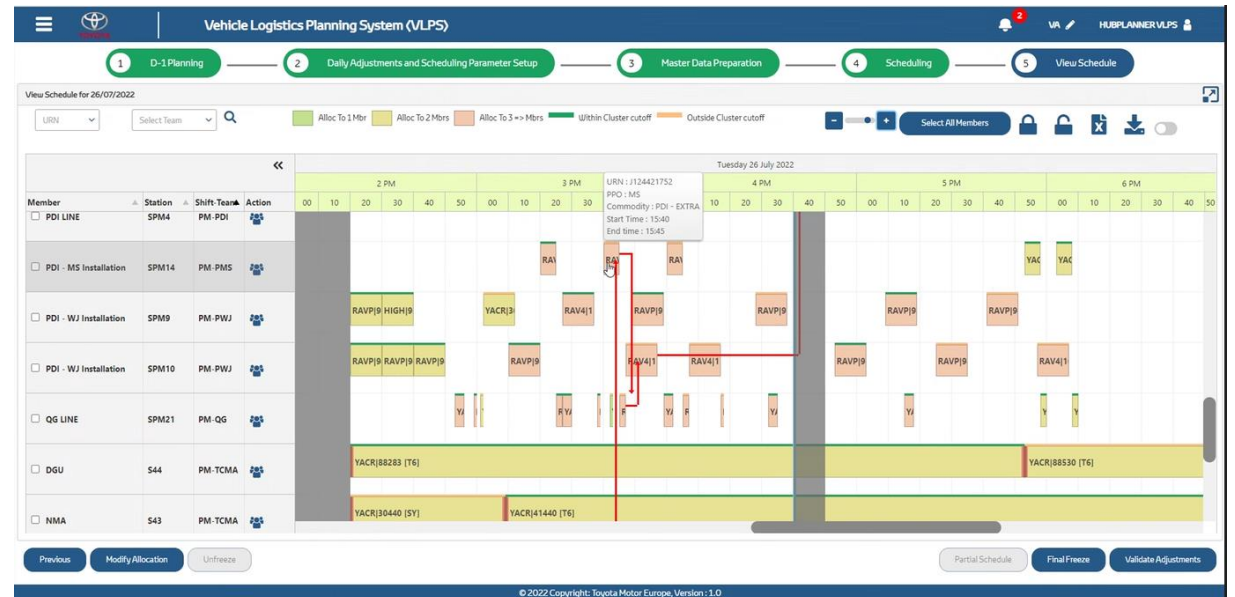 TOYOTA
Vehicle Logistics Planning System (VLPS)
2
VA
HUBPLANNERVLPS
1 D-1 Planning
2 Daily Adjustments and Scheduling Parameter Setup
3 Master Data Preparation
4 Scheduling
5 View Schedule
View Schedule for 26/07/2022
URN
Select Team
Alloc To 1 Mbr
Alloc To 2 Mbrs
Alloc To 3 => Mbrs
Within Cluster cutoff
Outside Cluster cutoff
- +
Select All Members
X
«
Tuesday 26 July 2022
2 PM 3 PM 4 PM 5 PM 6 PM
URN : J124421752
PPO : MS
Commodity : PDI - EXTRA
Start Time : 15:40
End time : 15:45
Member Station Shift-Team Action
00 10 20 30 40 50 00 10 20 30 10 20 30 40 50 00 10 20 30 40 50 00 10 20 30 40 50
PDI LINE SPM4 PM-PDI
PDI - MS Installation SPM14 PM-PMS RAV RAV RAV YAC YAC
PDI - WJ Installation SPM9 PM-PWJ RAVP|9 HIGH|9 YACR|3 RAV4|1 RAVP|9 RAVP|9 RAVP|9 RAVP|9
PDI - WJ Installation SPM10 PM-PWJ RAVP|9 RAVP|9 RAVP|9 RAVP|9 RAV4|1 RAV4|1 RAVP|9 RAVP|9 RAV4|1
QG LINE SPM21 PM-QG Y R Y F Y F Y Y Y Y
DGU S44 PM-TCMA YACR|88283 [T6] YACR|88530 [T6]
NMA S43 PM-TCMA YACR|30440 [SY] YACR|41440 [T6]
Previous
Modify Allocation
Unfreeze
Partial Schedule
Final Freeze
Validate Adjustments
© 2022 Copyright: Toyota Motor Europe, Version : 1.0